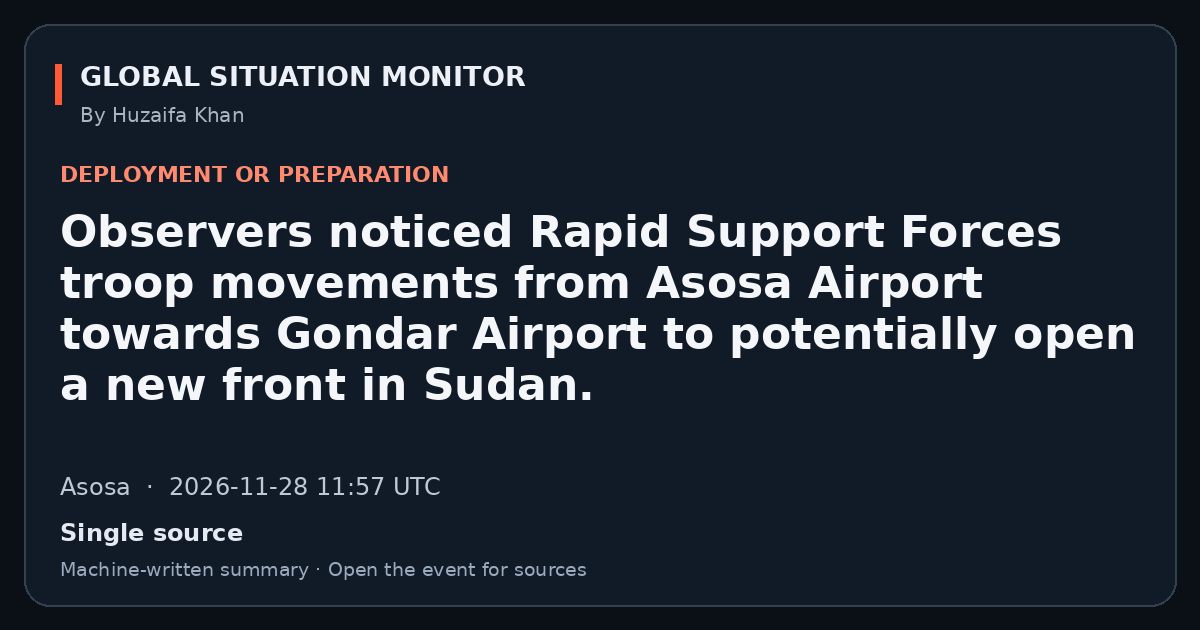 GLOBAL SITUATION MONITOR
By Huzaifa Khan
DEPLOYMENT OR PREPARATION
Observers noticed Rapid Support Forces
troop movements from Asosa Airport
towards Gondar Airport to potentially open
a new front in Sudan.
Asosa · 2026-11-28 11:57 UTC
Single source
Machine-written summary · Open the event for sources